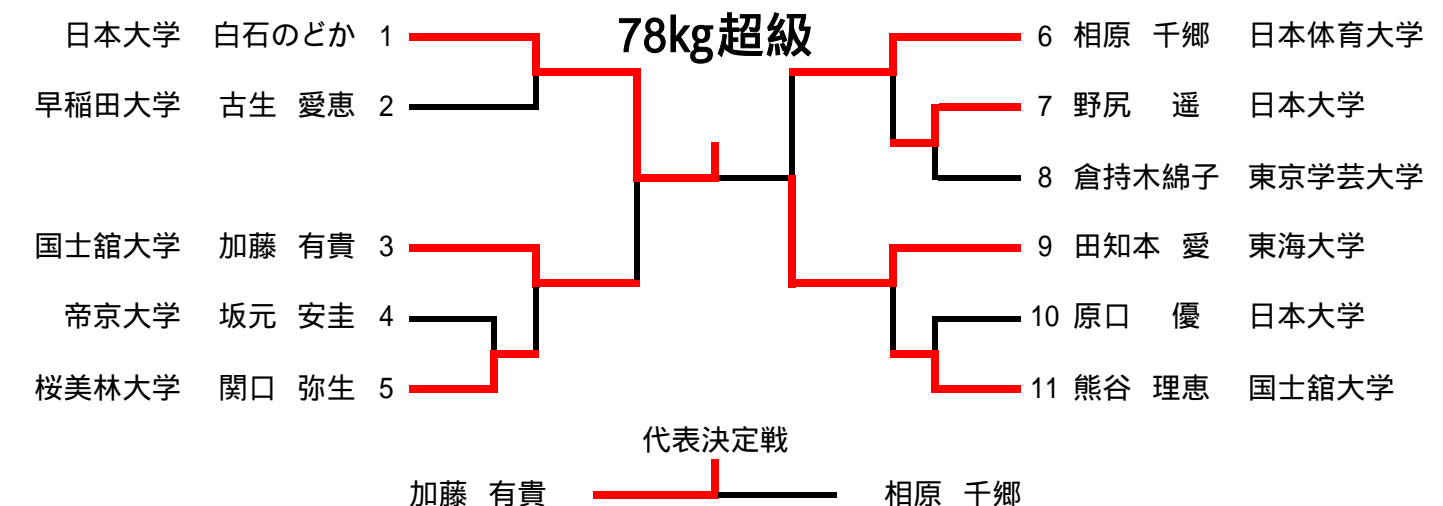 78kg超級
日本大学 白石のどか 1
早稲田大学 古生 愛恵 2
国士舘大学 加藤 有貴 3
帝京大学 坂元 安圭 4
桜美林大学 関口 弥生 5
6 相原 千郷 日本体育大学
7 野尻 遥 日本大学
8 倉持木綿子 東京学芸大学
9 田知本 愛 東海大学
10 原口 優 日本大学
11 熊谷 理恵 国士舘大学
代表決定戦
加藤 有貴 相原 千郷